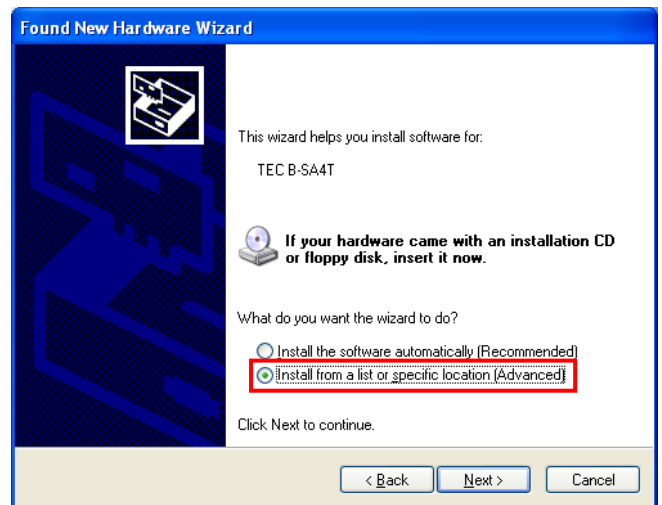 Found New Hardware Wizard
This wizard helps you install software for:
TEC B-SA4T
If your hardware came with an installation CD
or floppy disk, insert it now.
What do you want the wizard to do?
Install the software automatically (Recommended)
Install from a list or specific location (Advanced)
Click Next to continue.
< Back Next > Cancel